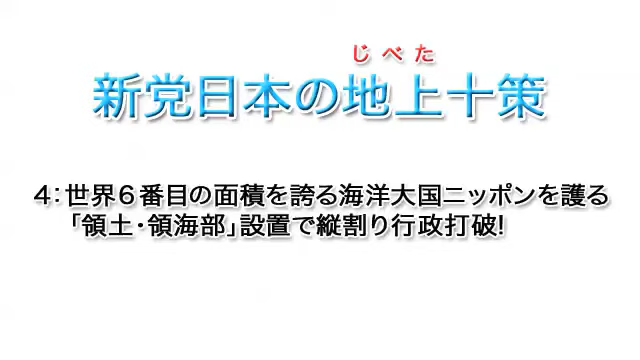 じべた
新党日本の地上十策
4：世界6番目の面積を誇る海洋大国ニッポンを護る
「領土・領海部」設置で縦割り行政打破!